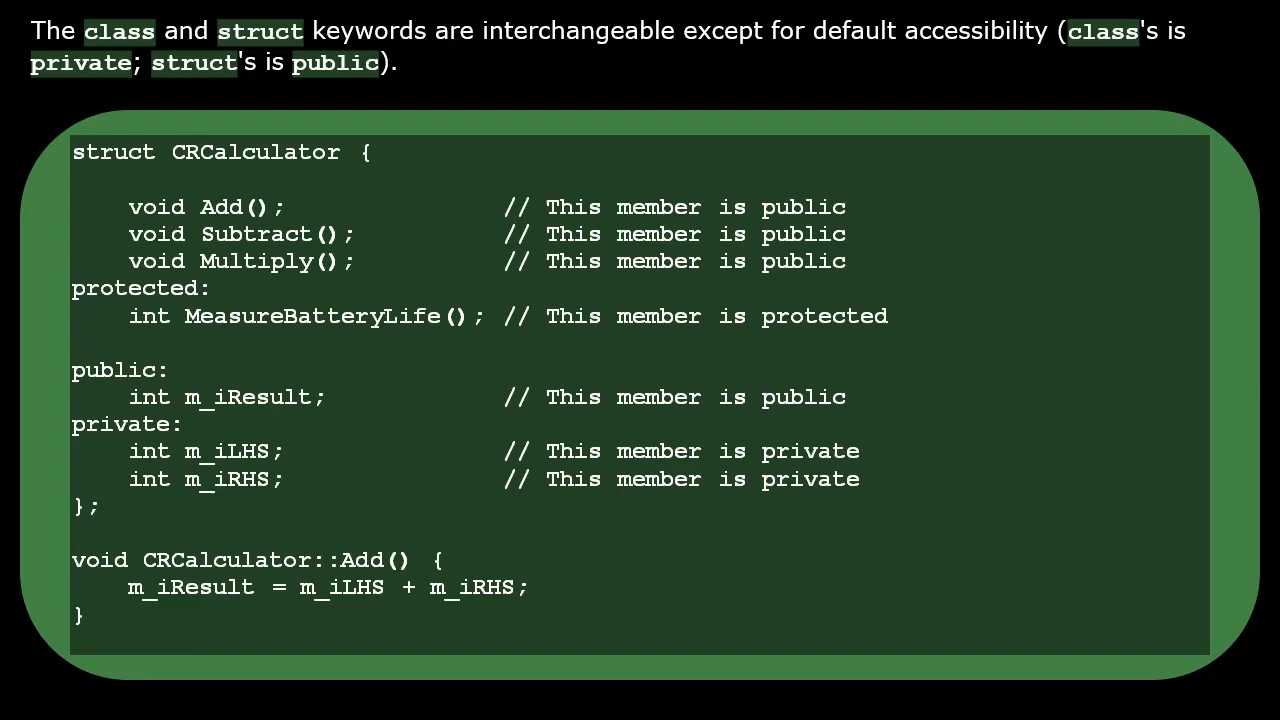 The class and struct keywords are interchangeable except for default accessibility (class's is
private; struct's is public).
struct CRCalculator {
    void Add();                // This member is public
    void Subtract();           // This member is public
    void Multiply();           // This member is public
protected:
    int MeasureBatteryLife();  // This member is protected
public:
    int m_iResult;             // This member is public
private:
    int m_iLHS;                // This member is private
    int m_iRHS;                // This member is private
};
void CRCalculator::Add() {
    m_iResult = m_iLHS + m_iRHS;
}